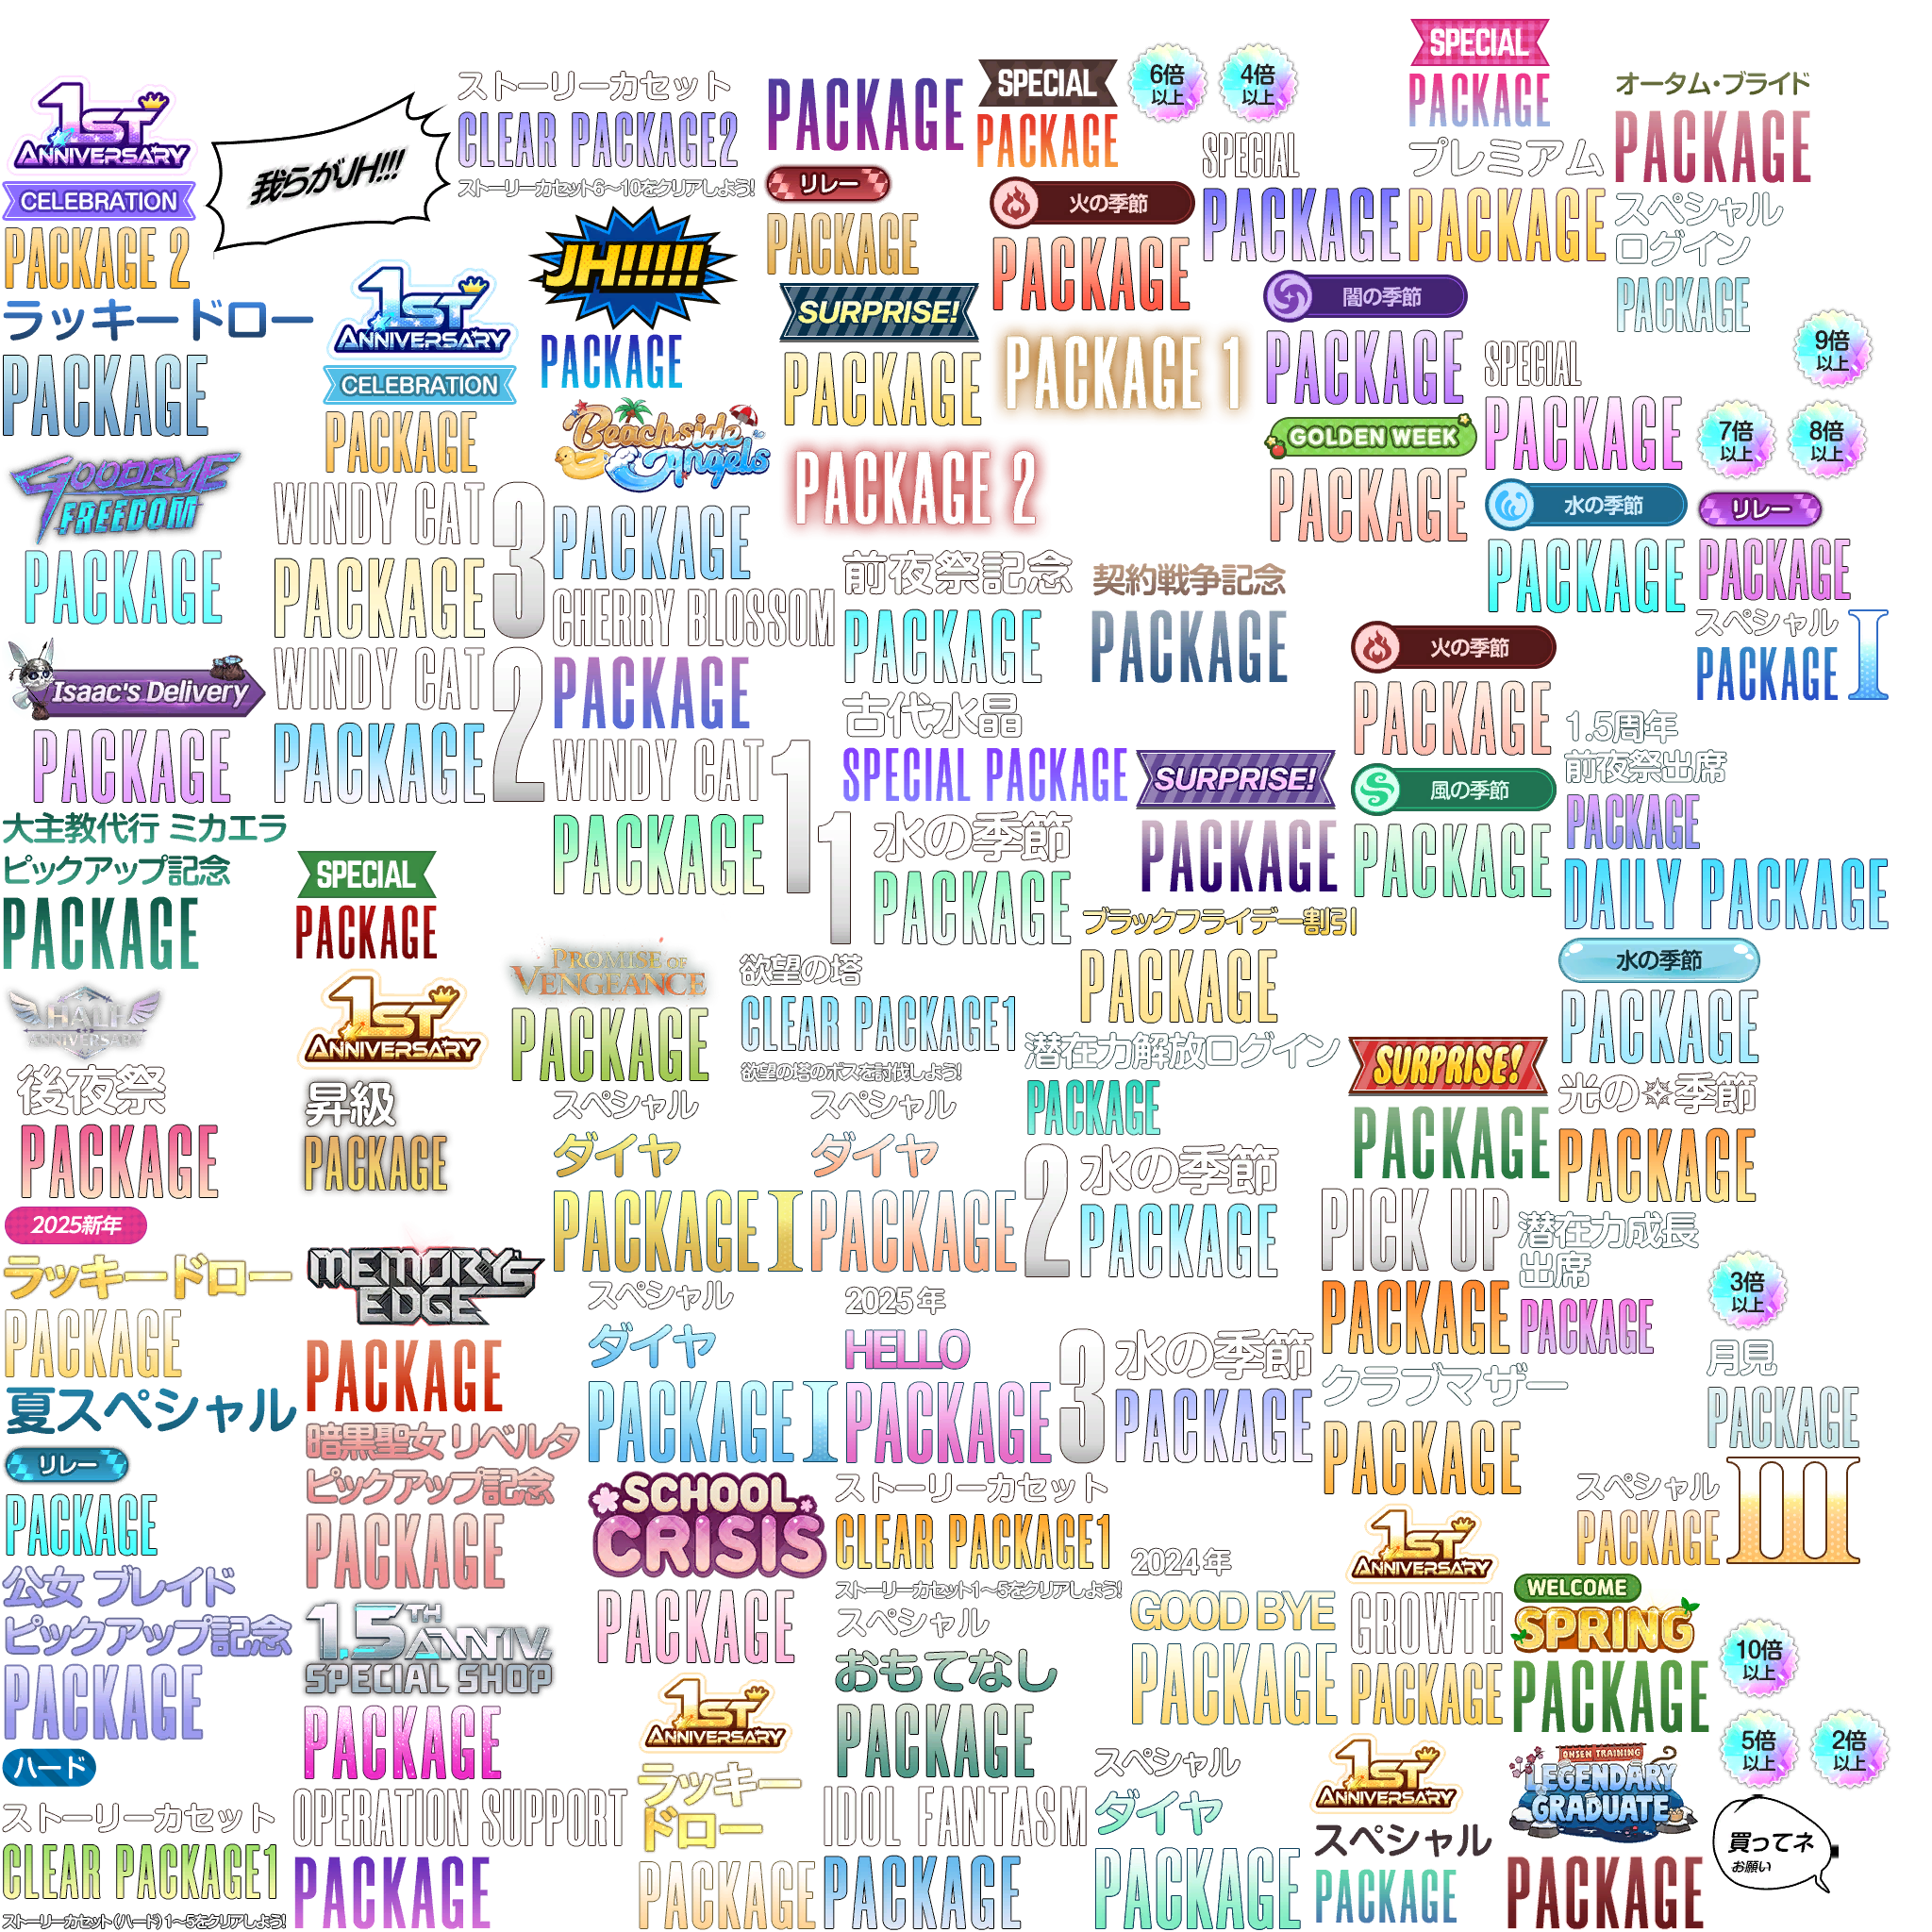 1ST
ANNIVERSARY
CELEBRATION
PACKAGE 2
我らがJH!!!
ストーリーカセット
CLEAR PACKAGE2
ストーリーカセット6～10をクリアしよう!
PACKAGE
リレー
PACKAGE
SPECIAL
PACKAGE
6倍
以上
4倍
以上
SPECIAL
PACKAGE
SPECIAL
PACKAGE
プレミアム
PACKAGE
オータム・ブライド
PACKAGE
スペシャル
ログイン
PACKAGE
火の季節
PACKAGE
闇の季節
PACKAGE
JH!!!!!
PACKAGE
SURPRISE!
PACKAGE
PACKAGE 1
PACKAGE 2
ラッキードロー
PACKAGE
1ST
ANNIVERSARY
CELEBRATION
PACKAGE
Beachside
Angels
PACKAGE
GOLDEN WEEK
PACKAGE
SPECIAL
PACKAGE
9倍
以上
7倍
以上
8倍
以上
水の季節
PACKAGE
リレー
PACKAGE
GOODBYE
FREEDOM
PACKAGE
WINDY CAT
PACKAGE
3
WINDY CAT
PACKAGE
2
CHERRY BLOSSOM
PACKAGE
WINDY CAT
PACKAGE
1
前夜祭記念
PACKAGE
契約戦争記念
PACKAGE
古代水晶
SPECIAL PACKAGE
SURPRISE!
PACKAGE
火の季節
PACKAGE
風の季節
PACKAGE
スペシャル
PACKAGE
I
1.5周年
前夜祭出席
PACKAGE
DAILY PACKAGE
Isaac's Delivery
PACKAGE
大主教代行 ミカエラ
ピックアップ記念
PACKAGE
SPECIAL
PACKAGE
1
水の季節
PACKAGE
ブラックフライデー割引
PACKAGE
水の季節
PACKAGE
HALF
ANNIVERSARY
後夜祭
PACKAGE
1ST
ANNIVERSARY
昇級
PACKAGE
PROMISE OF
VENGEANCE
PACKAGE
欲望の塔
CLEAR PACKAGE1
欲望の塔のボスを討伐しよう!
潜在力解放ログイン
PACKAGE
SURPRISE!
PACKAGE
光の季節
PACKAGE
スペシャル
ダイヤ
PACKAGE
I
スペシャル
ダイヤ
PACKAGE
2
水の季節
PACKAGE
PICK UP
PACKAGE
潜在力成長
出席
PACKAGE
2025新年
ラッキードロー
PACKAGE
MEMORY'S
EDGE
PACKAGE
スペシャル
ダイヤ
PACKAGE
I
2025 年
HELLO
PACKAGE
3
水の季節
PACKAGE
クラブマザー
PACKAGE
3倍
以上
月見
PACKAGE
夏スペシャル
リレー
PACKAGE
暗黒聖女 リベルタ
ピックアップ記念
PACKAGE
SCHOOL
CRISIS
PACKAGE
ストーリーカセット
CLEAR PACKAGE1
ストーリーカセット1～5をクリアしよう!
スペシャル
PACKAGE
III
公女 ブレイド
ピックアップ記念
PACKAGE
1.5TH ANNIV.
SPECIAL SHOP
PACKAGE
スペシャル
おもてなし
PACKAGE
2024 年
GOOD BYE
PACKAGE
1ST
ANNIVERSARY
GROWTH
PACKAGE
WELCOME
SPRING
PACKAGE
10倍
以上
5倍
以上
2倍
以上
ハード
ストーリーカセット
CLEAR PACKAGE1
ストーリーカセット(ハード)1～5をクリアしよう!
OPERATION SUPPORT
PACKAGE
1ST
ANNIVERSARY
ラッキー
ドロー
PACKAGE
IDOL FANTASM
PACKAGE
スペシャル
ダイヤ
PACKAGE
1ST
ANNIVERSARY
スペシャル
PACKAGE
ONSEN TRAINING
LEGENDARY
GRADUATE
PACKAGE
買ってネ
お願い